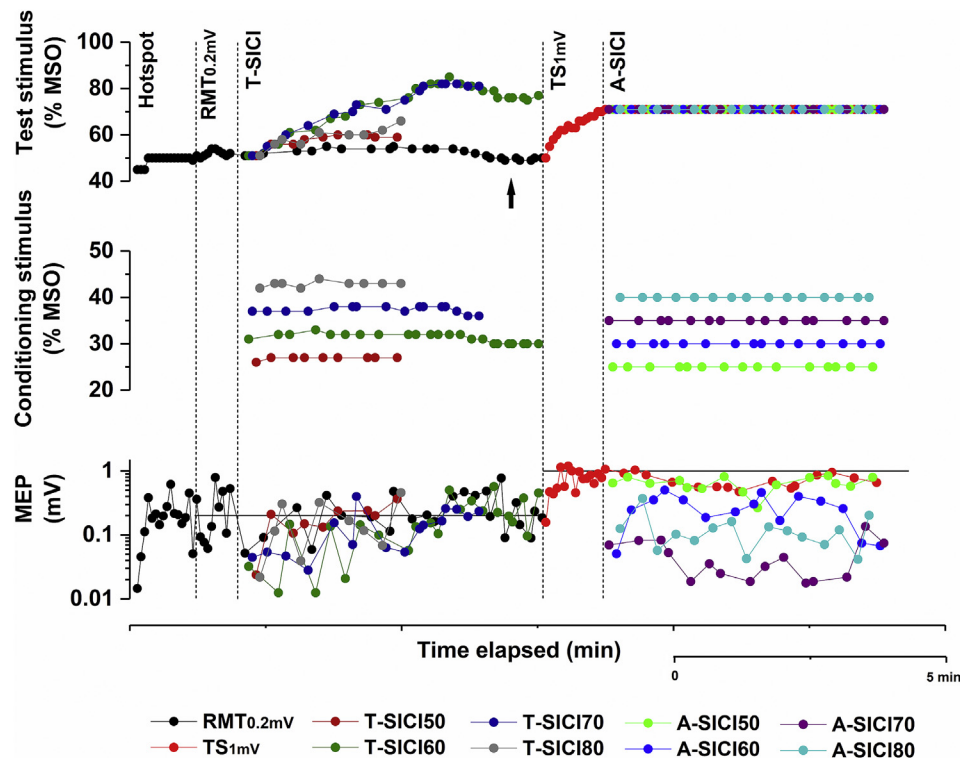 Hotspot
RMT0.2mV
T-SICI
TS1mV
A-SICI
Test stimulus
(% MSO)
100
80
60
40
Conditioning stimulus
(% MSO)
50
40
30
20
MEP
(mV)
1
0.1
0.01
Time elapsed (min)
0
5 min
RMT0.2mV
T-SICI50
T-SICI70
A-SICI50
A-SICI70
TS1mV
T-SICI60
T-SICI80
A-SICI60
A-SICI80